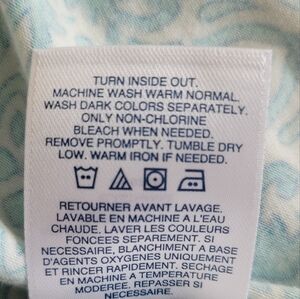 TURN INSIDE OUT.
MACHINE WASH WARM NORMAL.
WASH DARK COLORS SEPARATELY.
ONLY NON-CHLORINE
BLEACH WHEN NEEDED.
REMOVE PROMPTLY. TUMBLE DRY
LOW. WARM IRON IF NEEDED.
RETOURNER AVANT LAVAGE.
LAVABLE EN MACHINE A L'EAU
CHAUDE. LAVER LES COULEURS
FONCEES SEPAREMENT. SI
NECESSAIRE, BLANCHIMENT A BASE
D'AGENTS OXYGENES UNIQUEMENT
ET RINCER RAPIDEMENT. SECHAGE
EN MACHINE A TEMPERATURE
MODEREE. REPASSER SI
NECESSAIRE.